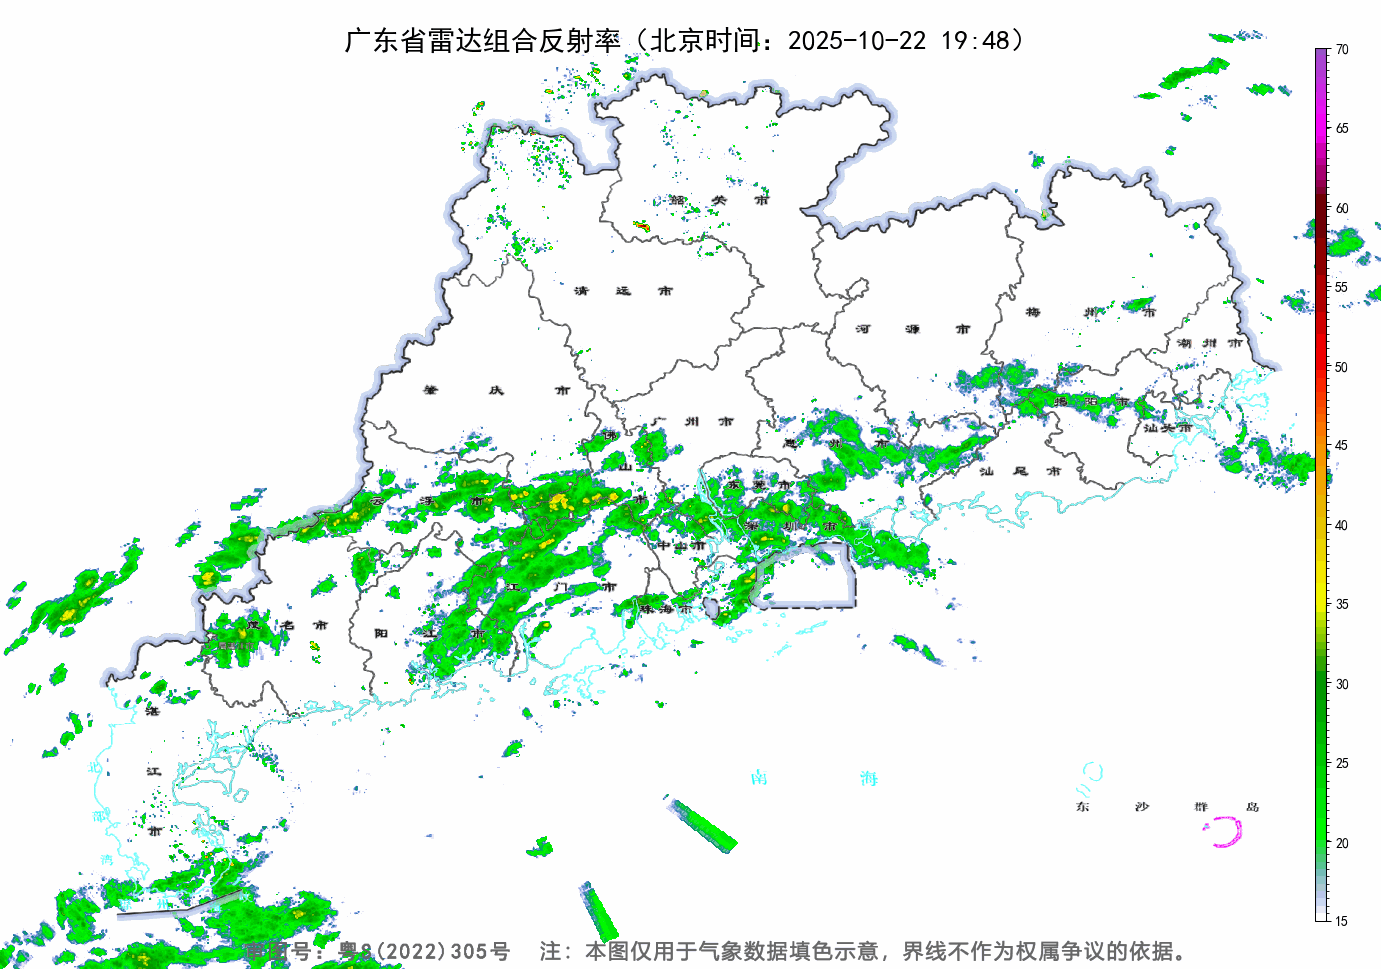 广东省雷达组合反射率（北京时间：2025-10-22 19:48）
70
65
60
55
50
45
40
35
30
25
20
15
韶关市
清远市
河源市
梅州市
潮州市
肇庆市
广州市
惠州市
揭阳市
汕头市
汕尾市
佛山市
云浮市
东莞市
深圳市
中山市
江门市
珠海市
茂名市
阳江市
湛江市
北部湾
琼州
南海
东沙群岛
审图号：粤S(2022)305号 注：本图仅用于气象数据填色示意，界线不作为权属争议的依据。